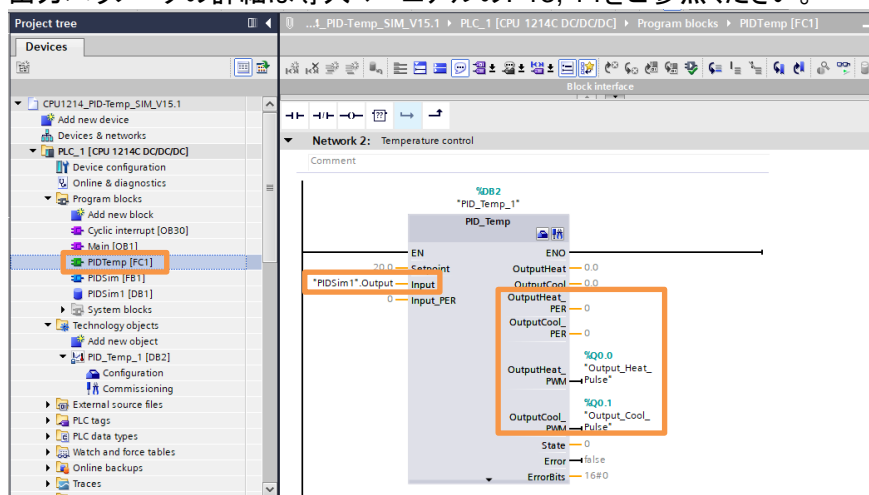 Project tree
...1_PID-Temp_SIM_V15.1 ▸ PLC_1 [CPU 1214C DC/DC/DC] ▸ Program blocks ▸ PIDTemp [FC1]
Devices
Block interface
CPU1214_PID-Temp_SIM_V15.1
Add new device
Devices & networks
PLC_1 [CPU 1214C DC/DC/DC]
Device configuration
Online & diagnostics
Program blocks
Add new block
Cyclic interrupt [OB30]
Main [OB1]
PIDTemp [FC1]
PIDSim [FB1]
PIDSim1 [DB1]
System blocks
Technology objects
Add new object
PID_Temp_1 [DB2]
Configuration
Commissioning
External source files
PLC tags
PLC data types
Watch and force tables
Online backups
Traces
Network 2: Temperature control
Comment
%DB2
"PID_Temp_1"
PID_Temp
EN ENO
20.0 Setpoint OutputHeat 0.0
"PIDSim1".Output Input OutputCool 0.0
0 Input_PER
OutputHeat_
PER 0
OutputCool_
PER 0
%Q0.0
OutputHeat_ "Output_Heat_
PWM Pulse"
%Q0.1
OutputCool_ "Output_Cool_
PWM Pulse"
State 0
Error false
ErrorBits 16#0